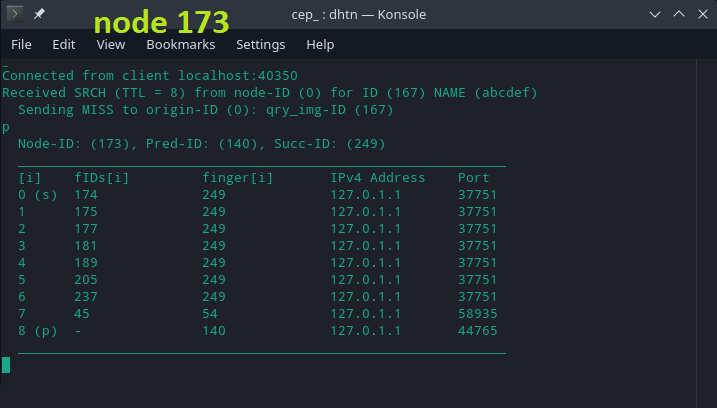 node 173
cep_ : dhtn — Konsole
File Edit View Bookmarks Settings Help
~
Connected from client localhost:40350
Received SRCH (TTL = 8) from node-ID (0) for ID (167) NAME (abcdef)
Sending MISS to origin-ID (0): qry_img-ID (167)
p
Node-ID: (173), Pred-ID: (140), Succ-ID: (249)
[i] fIDs[i] finger[i] IPv4 Address Port
0 (s) 174 249 127.0.1.1 37751
1 175 249 127.0.1.1 37751
2 177 249 127.0.1.1 37751
3 181 249 127.0.1.1 37751
4 189 249 127.0.1.1 37751
5 205 249 127.0.1.1 37751
6 237 249 127.0.1.1 37751
7 45 54 127.0.1.1 58935
8 (p) - 140 127.0.1.1 44765